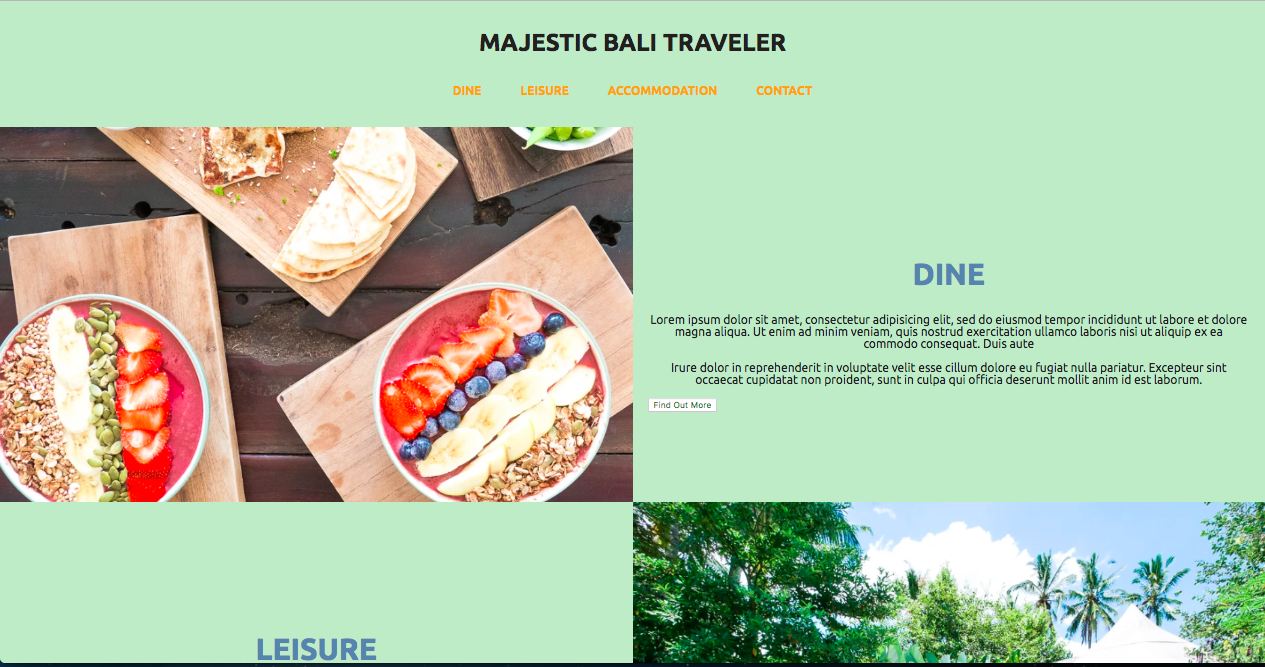 MAJESTIC BALI TRAVELER
DINE LEISURE ACCOMMODATION CONTACT
DINE
Lorem ipsum dolor sit amet, consectetur adipisicing elit, sed do eiusmod tempor incididunt ut labore et dolore
magna aliqua. Ut enim ad minim veniam, quis nostrud exercitation ullamco laboris nisi ut aliquip ex ea
commodo consequat. Duis aute
Irure dolor in reprehenderit in voluptate velit esse cillum dolore eu fugiat nulla pariatur. Excepteur sint
occaecat cupidatat non proident, sunt in culpa qui officia deserunt mollit anim id est laborum.
Find Out More
LEISURE